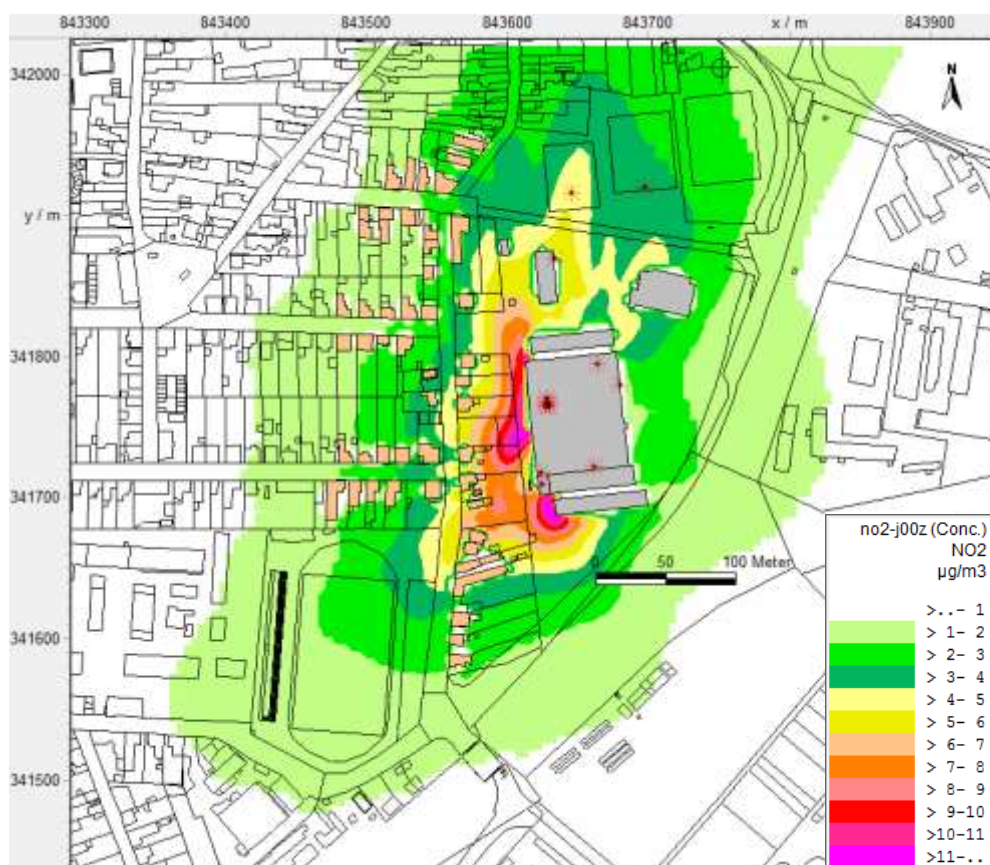 843300 843400 843500 843600 843700 x / m 843900
342000
N
y / m
341800
341700
0 50 100 Meter
341600
341500
no2-j00z (Conc.)
NO2
µg/m3
>..- 1
> 1- 2
> 2- 3
> 3- 4
> 4- 5
> 5- 6
> 6- 7
> 7- 8
> 8- 9
> 9-10
>10-11
>11-..